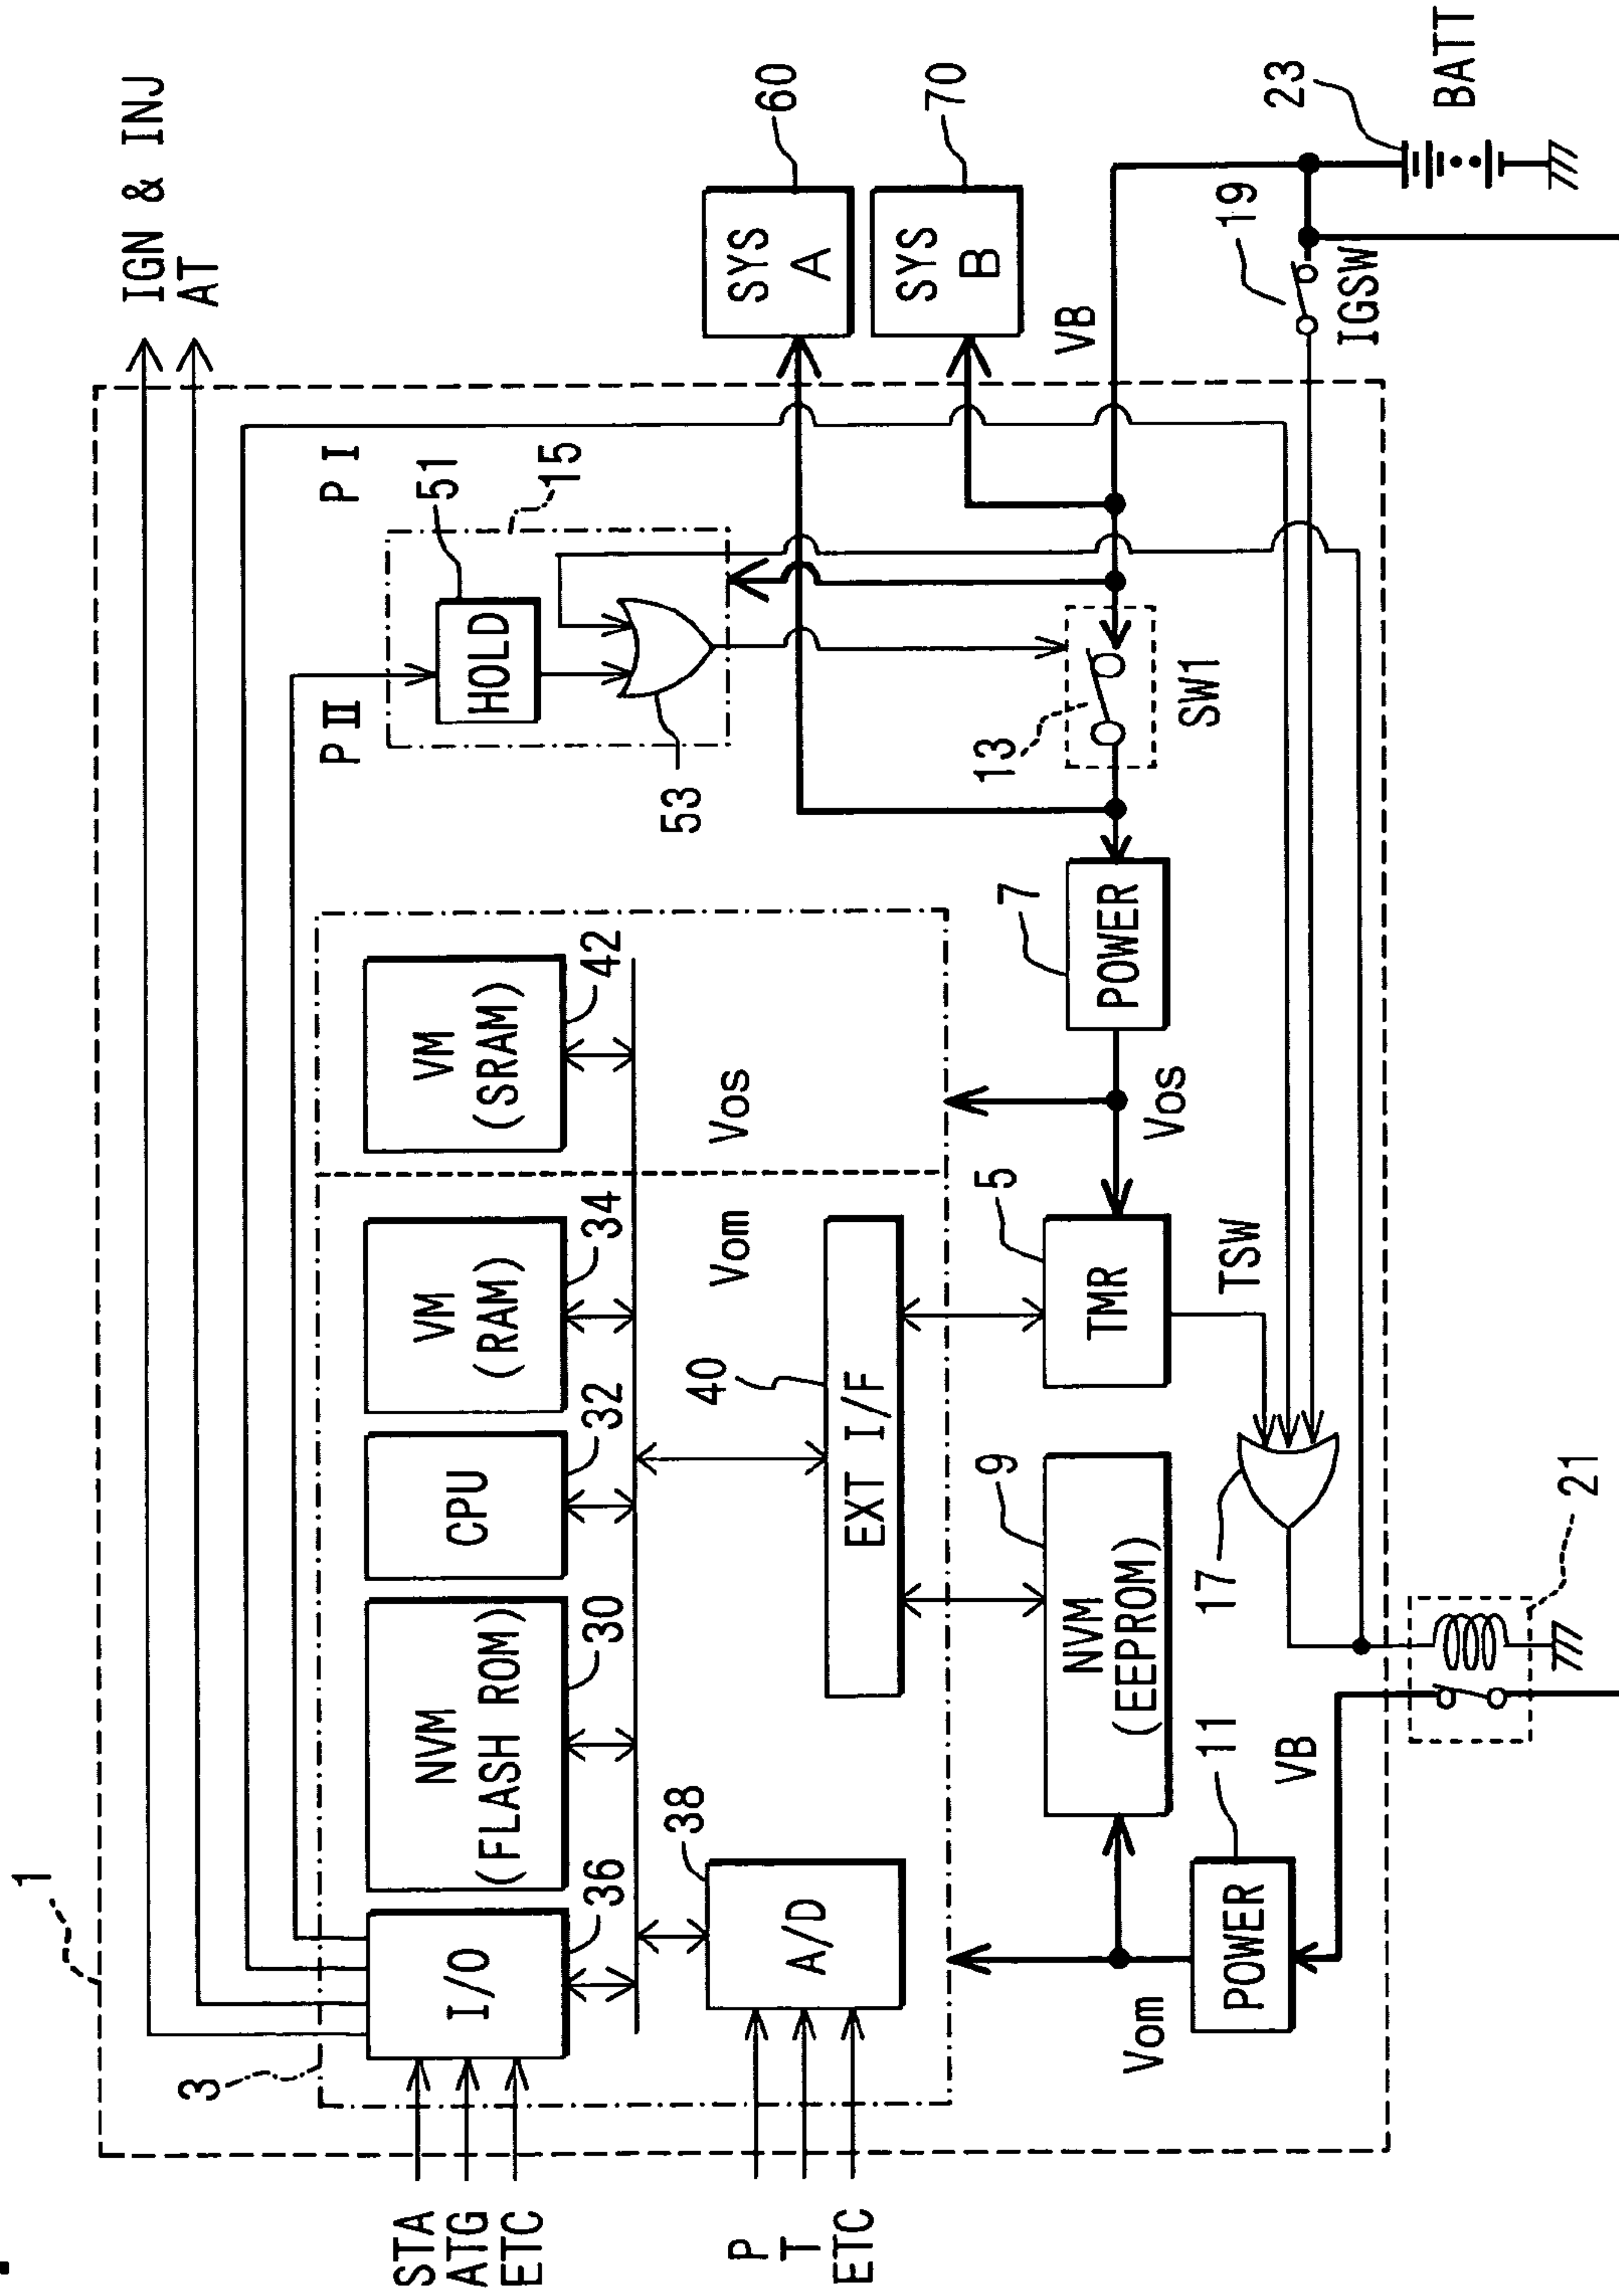 1
3
IGN & INJ
AT
STA
ATG
ETC
I/O
36
NVM
(FLASH ROM)
30
CPU
32
VM
(RAM)
34
VM
(SRAM)
42
P I
P II
HOLD
51
15
53
SYS
A
60
SYS
B
70
P
T
ETC
A/D
38
EXT I/F
40
Vom
Vos
NVM
(EEPROM)
9
TMR
5
Vos
POWER
7
13
SW1
VB
Vom
POWER
11
VB
17
TSW
21
19
IGSW
23
BATT